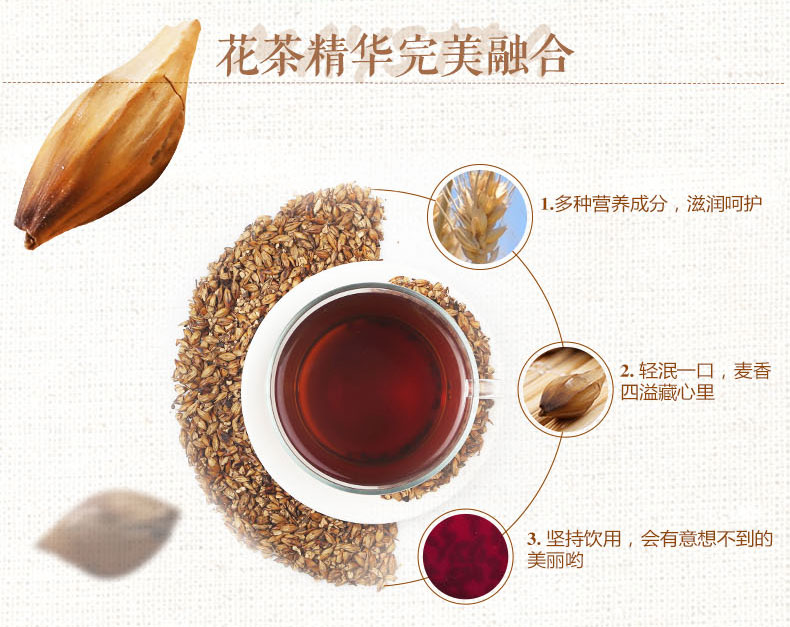 花茶精华完美融合
1.多种营养成分，滋润呵护
2. 轻泯一口，麦香
四溢藏心里
3. 坚持饮用，会有意想不到的
美丽哟